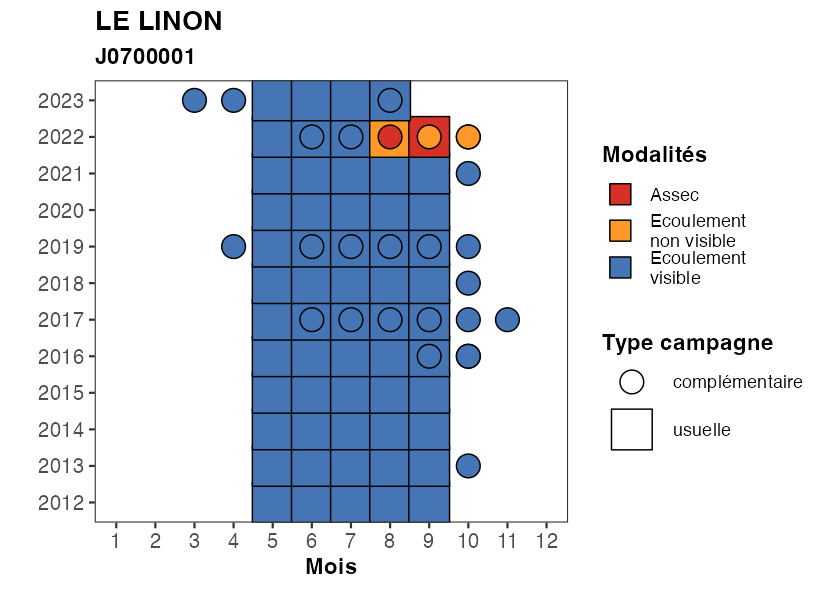 LE LINON
J0700001
2023
2022
2021
2020
2019
2018
2017
2016
2015
2014
2013
2012
1 2 3 4 5 6 7 8 9 10 11 12
Mois
Modalités
Assec
Ecoulement
non visible
Ecoulement
visible
Type campagne
complémentaire
usuelle